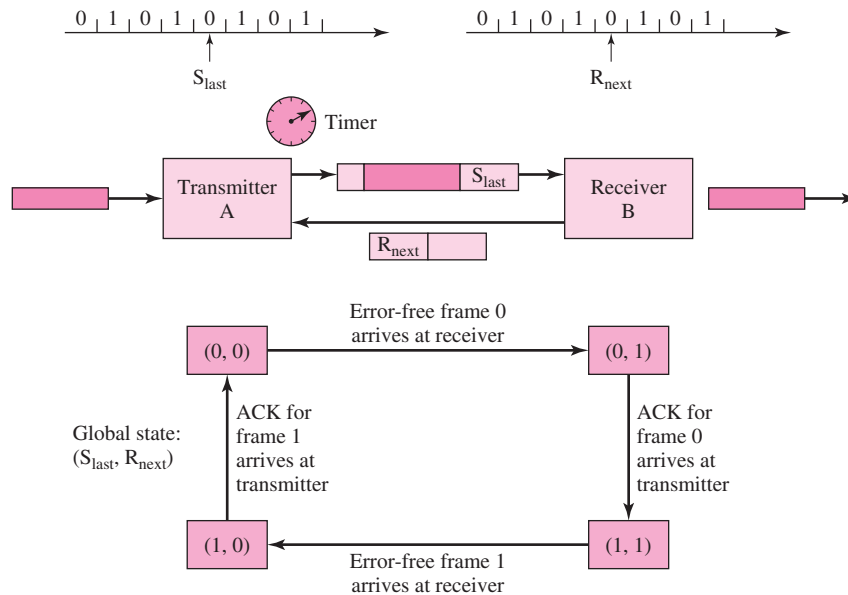 0 1 0 1 0 1 0 1
0 1 0 1 0 1 0 1
S_last
R_next
Timer
Transmitter
A
S_last
Receiver
B
R_next
Error-free frame 0
arrives at receiver
(0, 0)
(0, 1)
Global state:
(S_last, R_next)
ACK for
frame 1
arrives at
transmitter
ACK for
frame 0
arrives at
transmitter
(1, 0)
(1, 1)
Error-free frame 1
arrives at receiver